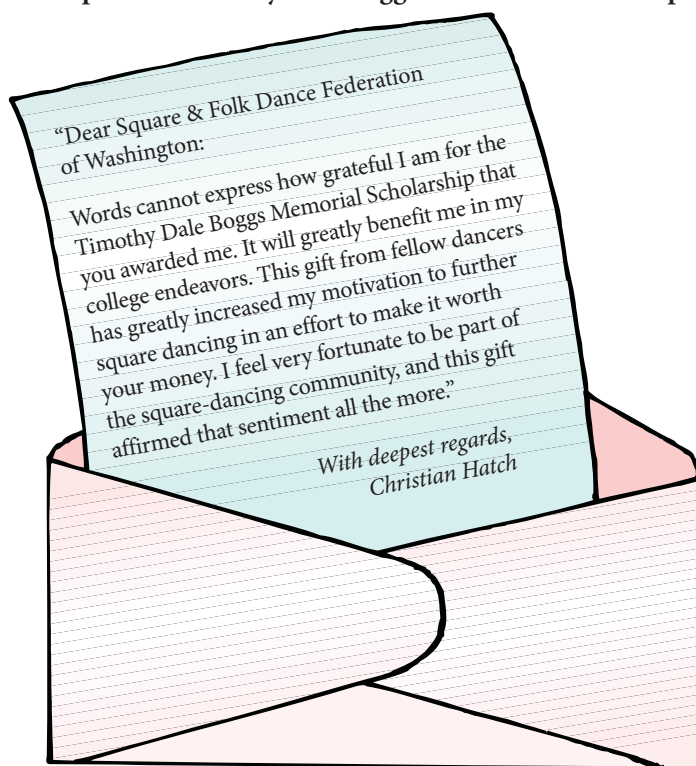 “Dear Square & Folk Dance Federation
of Washington:
Words cannot express how grateful I am for the
Timothy Dale Boggs Memorial Scholarship that
you awarded me. It will greatly benefit me in my
college endeavors. This gift from fellow dancers
has greatly increased my motivation to further
square dancing in an effort to make it worth
your money. I feel very fortunate to be part of
the square-dancing community, and this gift
affirmed that sentiment all the more.”
With deepest regards,
Christian Hatch